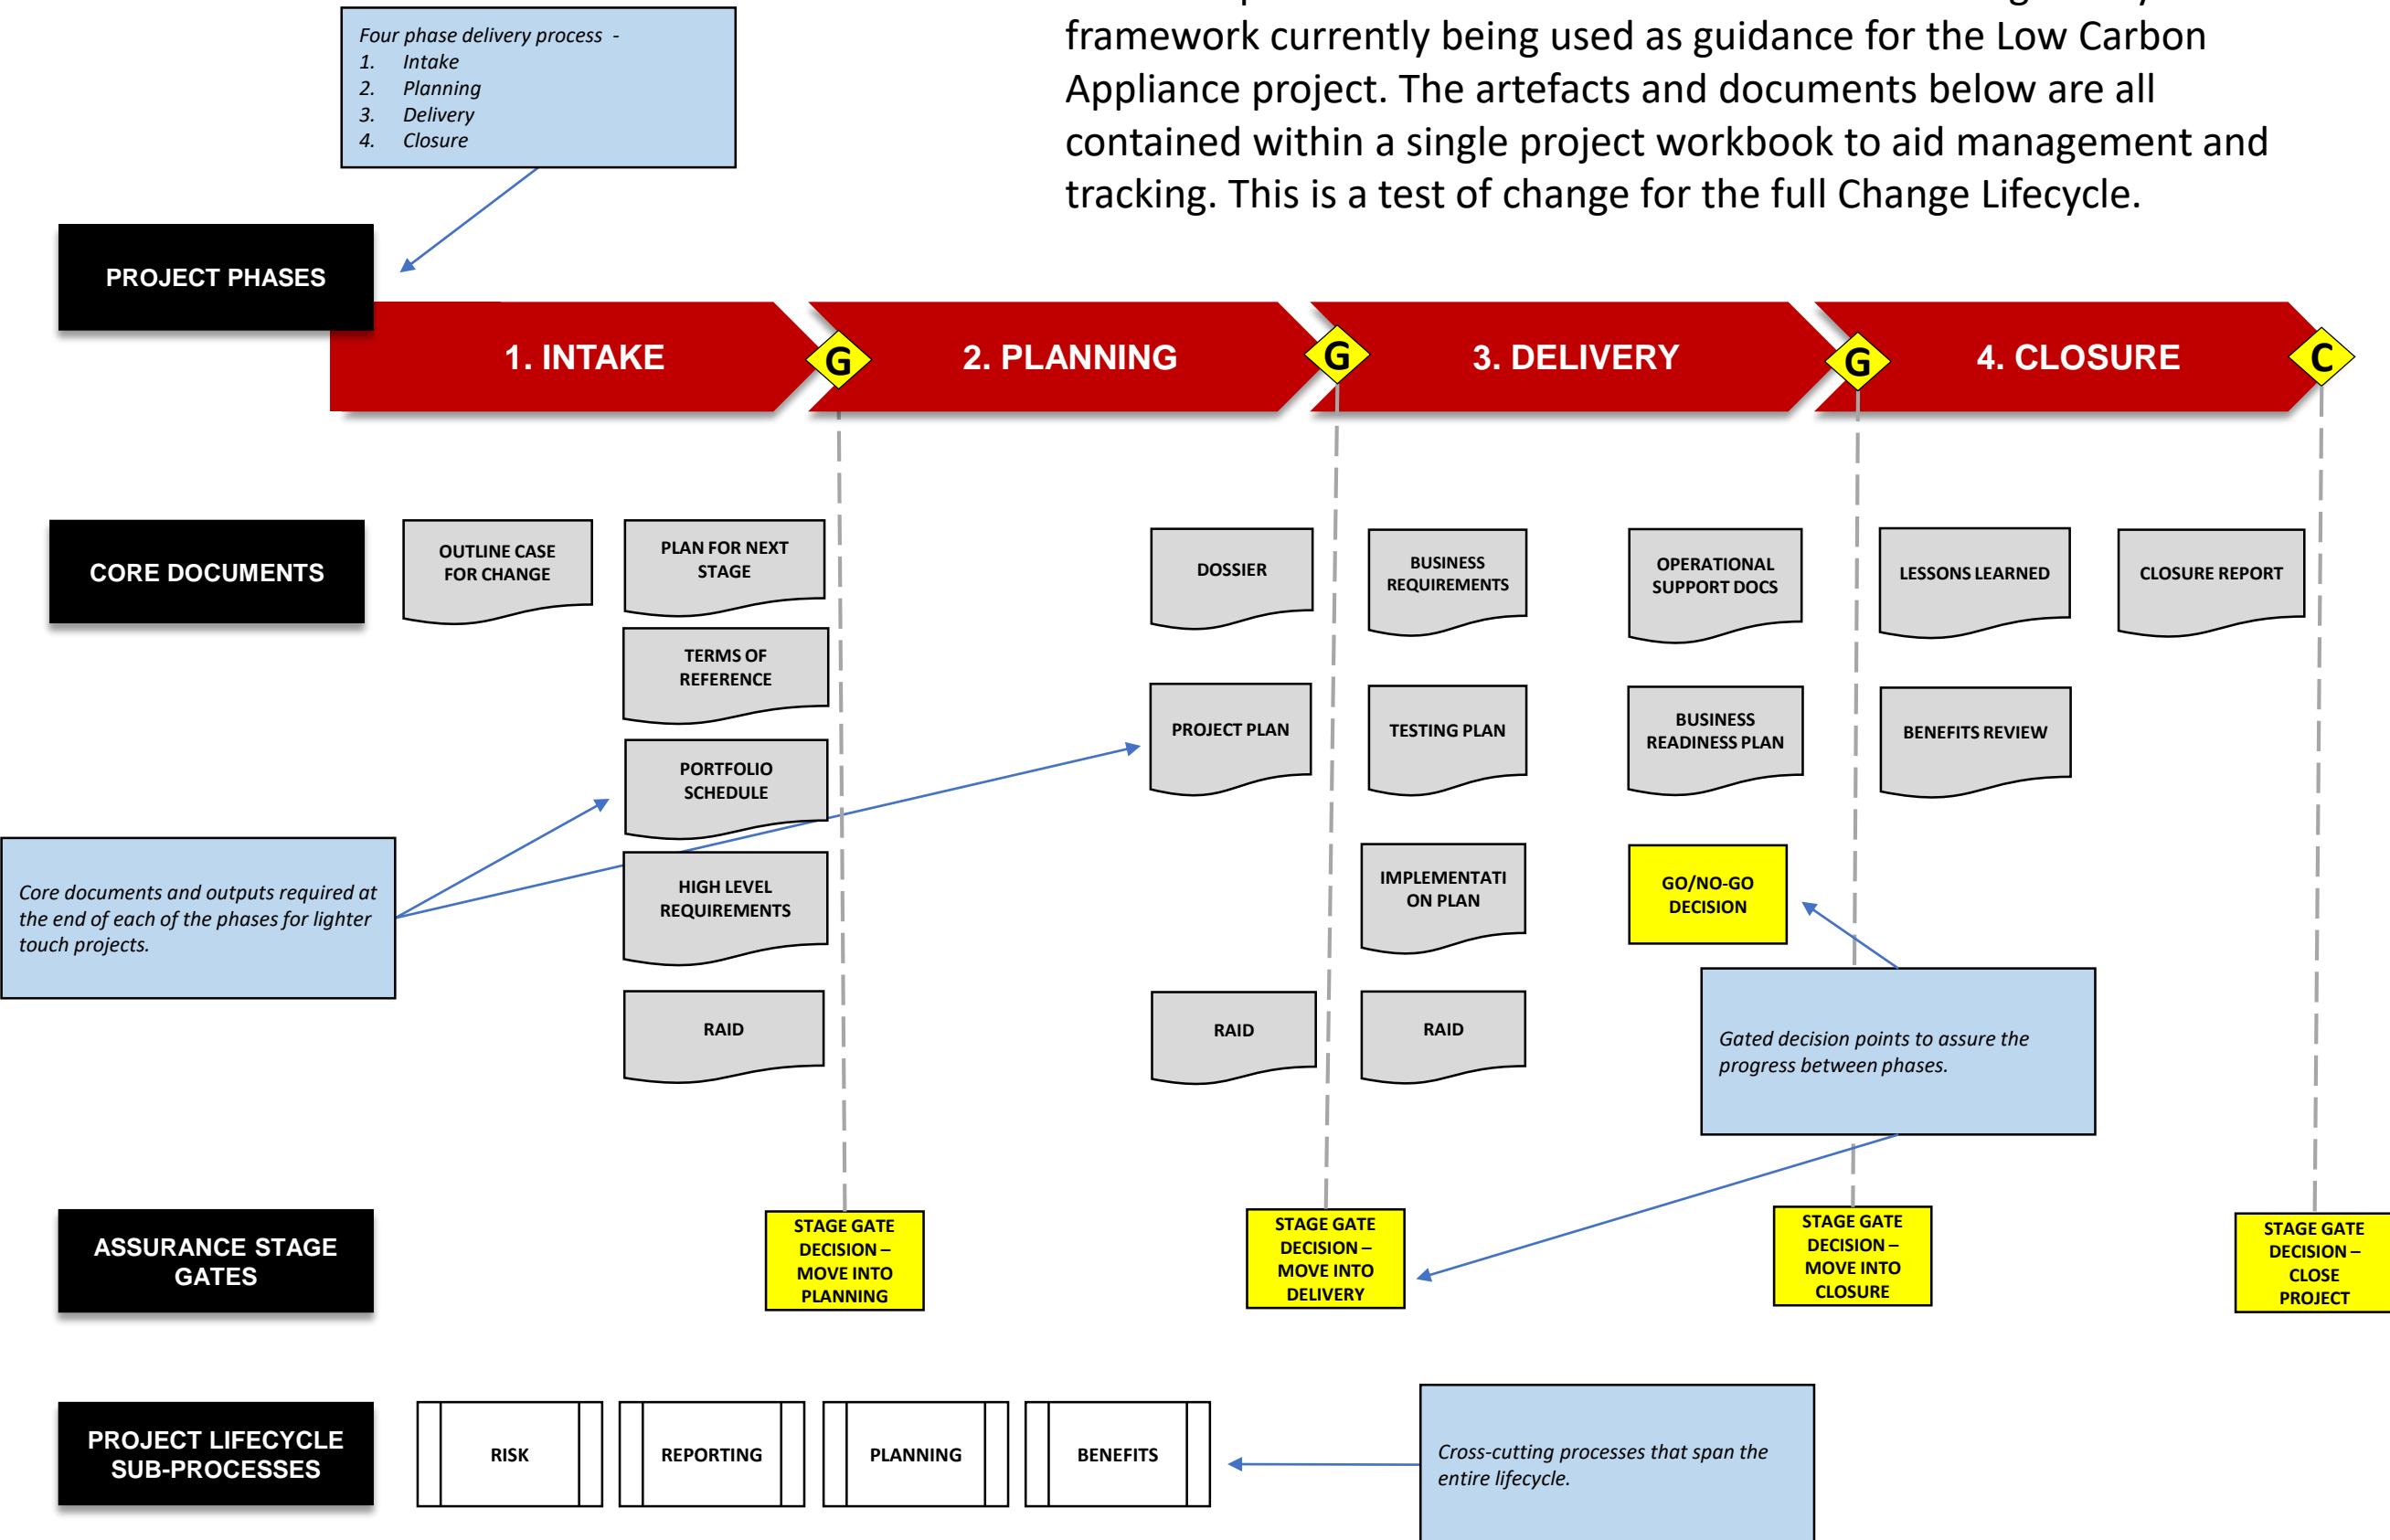 framework currently being used as guidance for the Low Carbon
Appliance project. The artefacts and documents below are all
contained within a single project workbook to aid management and
tracking. This is a test of change for the full Change Lifecycle.
Four phase delivery process -
1. Intake
2. Planning
3. Delivery
4. Closure
PROJECT PHASES
1. INTAKE
G
2. PLANNING
G
3. DELIVERY
G
4. CLOSURE
C
CORE DOCUMENTS
OUTLINE CASE
FOR CHANGE
PLAN FOR NEXT
STAGE
DOSSIER
BUSINESS
REQUIREMENTS
OPERATIONAL
SUPPORT DOCS
LESSONS LEARNED
CLOSURE REPORT
TERMS OF
REFERENCE
PROJECT PLAN
TESTING PLAN
BUSINESS
READINESS PLAN
BENEFITS REVIEW
PORTFOLIO
SCHEDULE
Core documents and outputs required at
the end of each of the phases for lighter
touch projects.
HIGH LEVEL
REQUIREMENTS
IMPLEMENTATI
ON PLAN
GO/NO-GO
DECISION
RAID
RAID
RAID
Gated decision points to assure the
progress between phases.
ASSURANCE STAGE
GATES
STAGE GATE
DECISION –
MOVE INTO
PLANNING
STAGE GATE
DECISION –
MOVE INTO
DELIVERY
STAGE GATE
DECISION –
MOVE INTO
CLOSURE
STAGE GATE
DECISION –
CLOSE
PROJECT
PROJECT LIFECYCLE
SUB-PROCESSES
RISK
REPORTING
PLANNING
BENEFITS
Cross-cutting processes that span the
entire lifecycle.